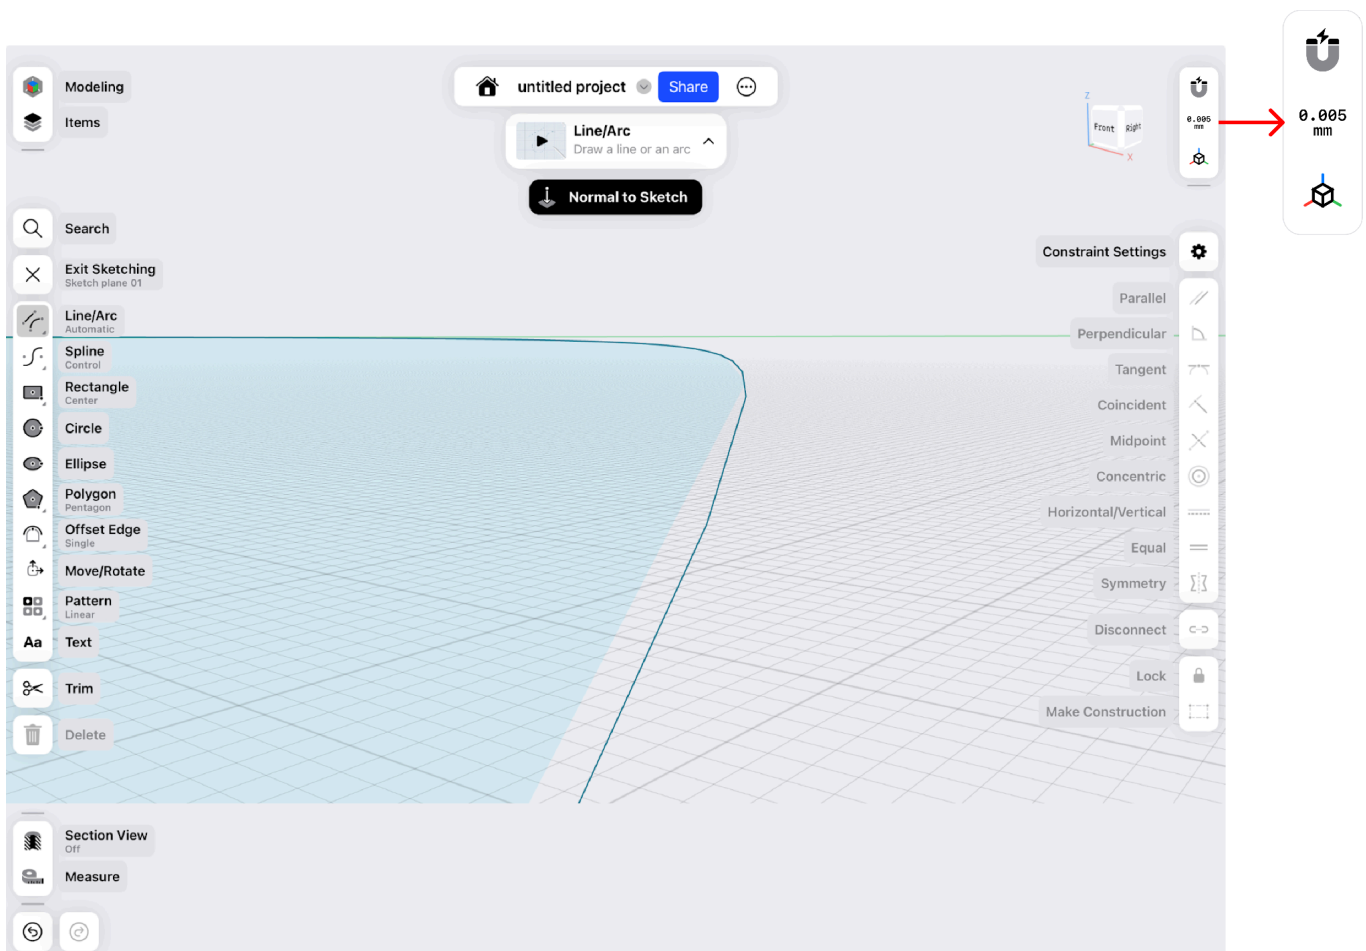 Modeling
Items
untitled project
Share
Line/Arc
Draw a line or an arc
Normal to Sketch
Z
Front
Right
X
0.005
mm
0.005
mm
Search
Exit Sketching
Sketch plane 01
Line/Arc
Automatic
Spline
Control
Rectangle
Center
Circle
Ellipse
Polygon
Pentagon
Offset Edge
Single
Move/Rotate
Pattern
Linear
Aa
Text
Trim
Delete
Section View
Off
Measure
Constraint Settings
Parallel
Perpendicular
Tangent
Coincident
Midpoint
Concentric
Horizontal/Vertical
Equal
Symmetry
Disconnect
Lock
Make Construction